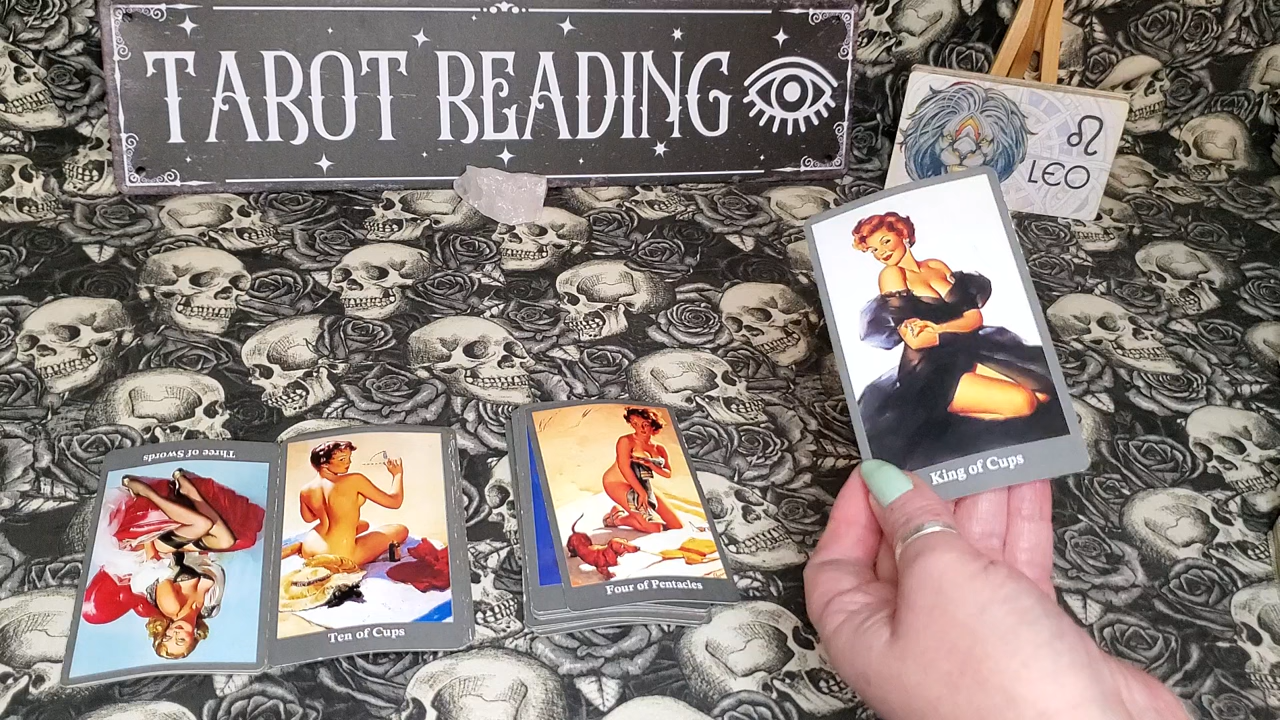 TAROT READING
♌
LEO
King of Cups
Three of Swords
Ten of Cups
Four of Pentacles